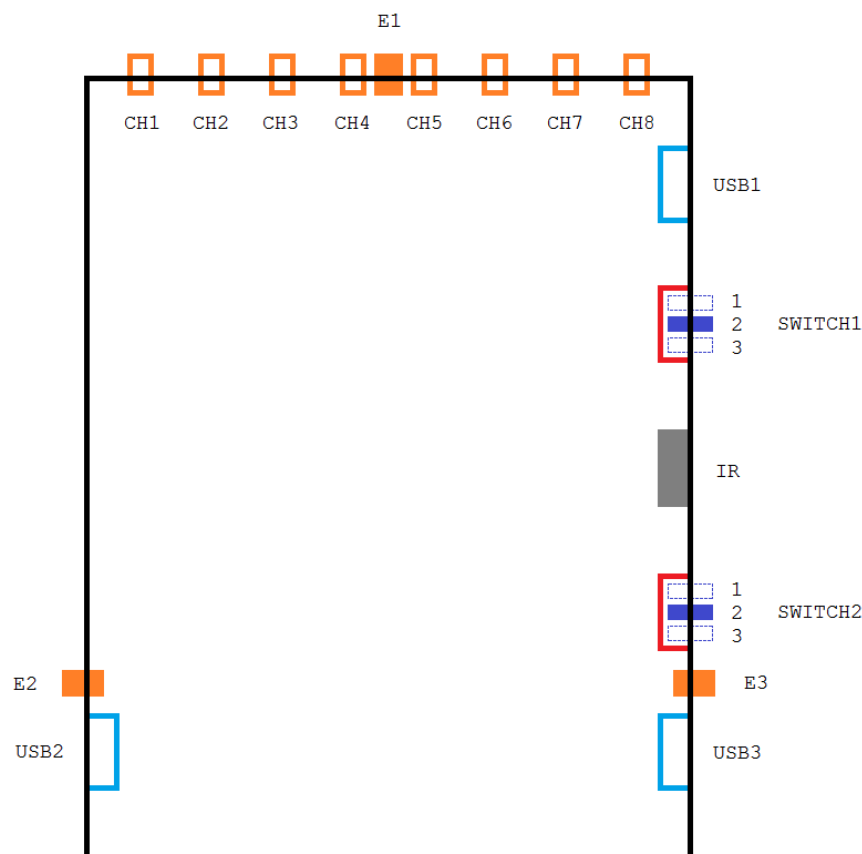 E1
CH1 CH2 CH3 CH4 CH5 CH6 CH7 CH8
USB1
1
2 SWITCH1
3
IR
1
2 SWITCH2
3
E2 E3
USB2 USB3